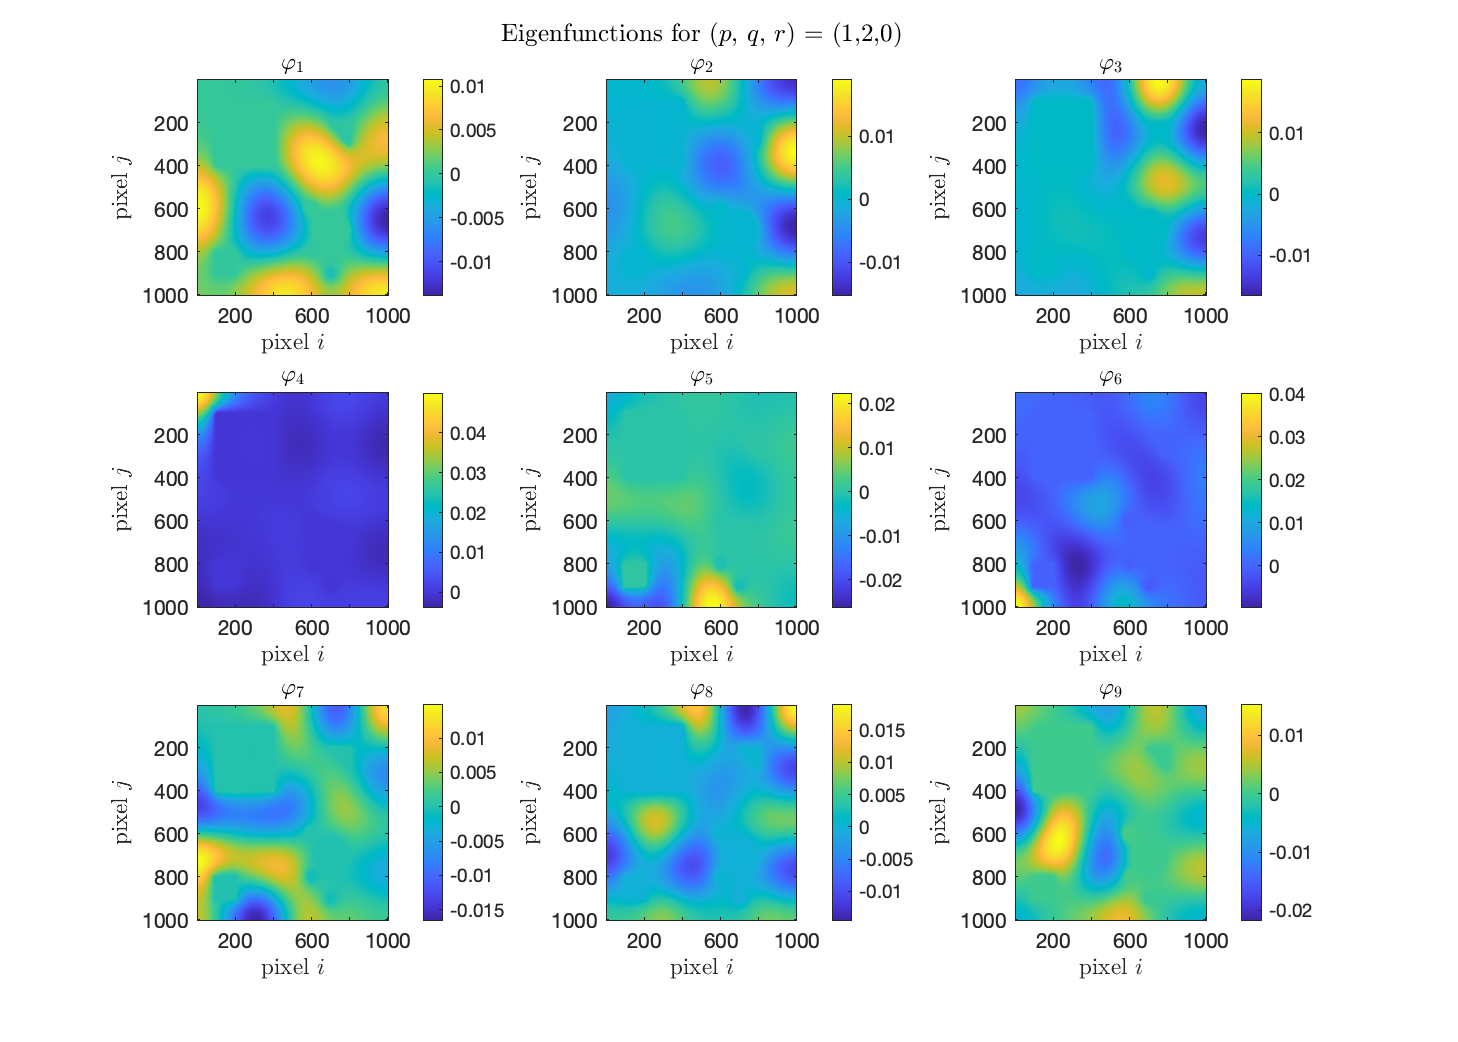 Eigenfunctions for (p, q, r) = (1,2,0)
φ₁ φ₂ φ₃
200 400 600 800 1000
pixel j
200 600 1000
pixel i
0.01 0.005 0 -0.005 -0.01
200 400 600 800 1000
pixel j
200 600 1000
pixel i
0.01 0 -0.01
200 400 600 800 1000
pixel j
200 600 1000
pixel i
0.01 0 -0.01
φ₄ φ₅ φ₆
200 400 600 800 1000
pixel j
200 600 1000
pixel i
0.04 0.03 0.02 0.01 0
200 400 600 800 1000
pixel j
200 600 1000
pixel i
0.02 0.01 0 -0.01 -0.02
200 400 600 800 1000
pixel j
200 600 1000
pixel i
0.04 0.03 0.02 0.01 0
φ₇ φ₈ φ₉
200 400 600 800 1000
pixel j
200 600 1000
pixel i
0.01 0.005 0 -0.005 -0.01 -0.015
200 400 600 800 1000
pixel j
200 600 1000
pixel i
0.015 0.01 0.005 0 -0.005 -0.01
200 400 600 800 1000
pixel j
200 600 1000
pixel i
0.01 0 -0.01 -0.02